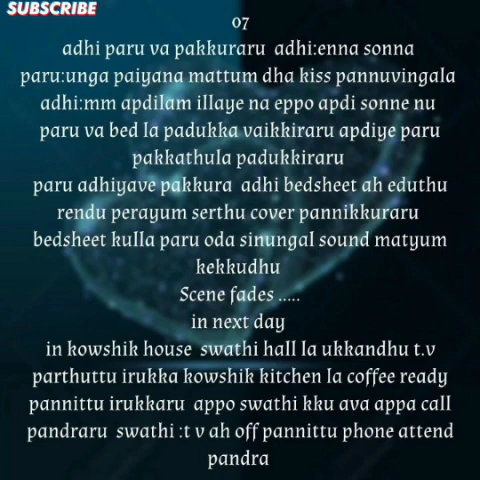 SUBSCRIBE
07
adhi paru va pakkuraru adhi:enna sonna
paru:unga paiyana mattum dha kiss pannuvingala
adhi:mm apdilam illaye na eppo apdi sonne nu
paru va bed la padukka vaikkiraru apdiye paru
pakkathula padukkiraru
paru adhiyave pakkura adhi bedsheet ah eduthu
rendu perayum serthu cover pannikkuraru
bedsheet kulla paru oda sinungal sound matyum
kekkudhu
Scene fades .....
in next day
in kowshik house swathi hall la ukkandhu t.v
parthuttu irukka kowshik kitchen la coffee ready
pannittu irukkaru appo swathi kku ava appa call
pandraru swathi :t v ah off pannittu phone attend
pandra